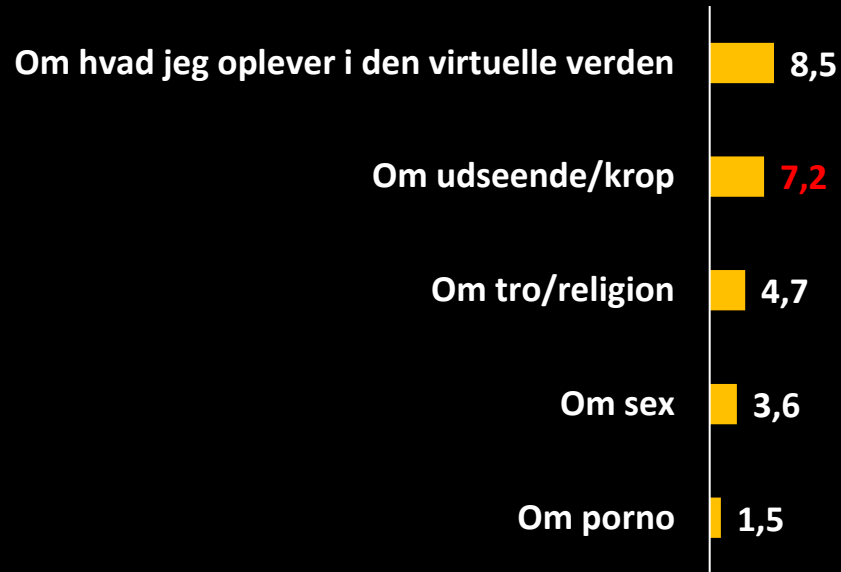 Om hvad jeg oplever i den virtuelle verden 8,5
Om udseende/krop 7,2
Om tro/religion 4,7
Om sex 3,6
Om porno 1,5